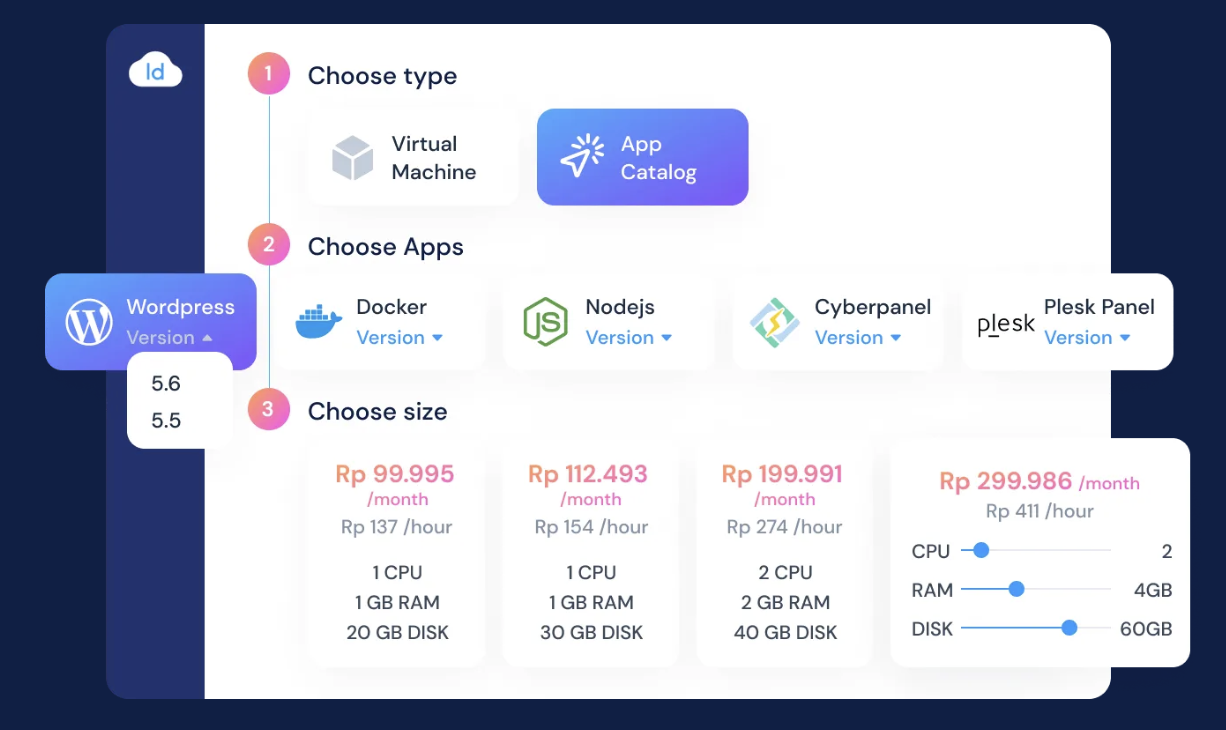 ld
1 Choose type
Virtual
Machine
App
Catalog
2 Choose Apps
Wordpress
Version
5.6
5.5
Docker
Version
JS
Nodejs
Version
Cyberpanel
Version
plesk
Plesk Panel
Version
3 Choose size
Rp 99.995
/month
Rp 137 /hour
1 CPU
1 GB RAM
20 GB DISK
Rp 112.493
/month
Rp 154 /hour
1 CPU
1 GB RAM
30 GB DISK
Rp 199.991
/month
Rp 274 /hour
2 CPU
2 GB RAM
40 GB DISK
Rp 299.986 /month
Rp 411 /hour
CPU 2
RAM 4GB
DISK 60GB